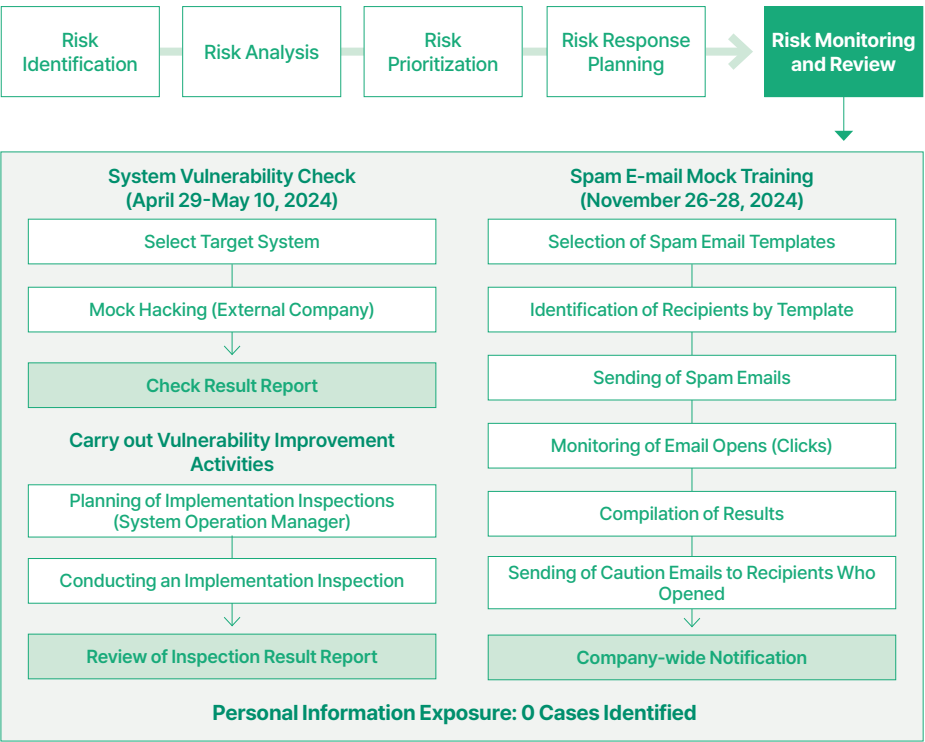 Risk
Identification
Risk Analysis
Risk
Prioritization
Risk Response
Planning
Risk Monitoring
and Review
System Vulnerability Check
(April 29-May 10, 2024)
Select Target System
Mock Hacking (External Company)
Check Result Report
Carry out Vulnerability Improvement
Activities
Planning of Implementation Inspections
(System Operation Manager)
Conducting an Implementation Inspection
Review of Inspection Result Report
Spam E-mail Mock Training
(November 26-28, 2024)
Selection of Spam Email Templates
Identification of Recipients by Template
Sending of Spam Emails
Monitoring of Email Opens (Clicks)
Compilation of Results
Sending of Caution Emails to Recipients Who
Opened
Company-wide Notification
Personal Information Exposure: 0 Cases Identified